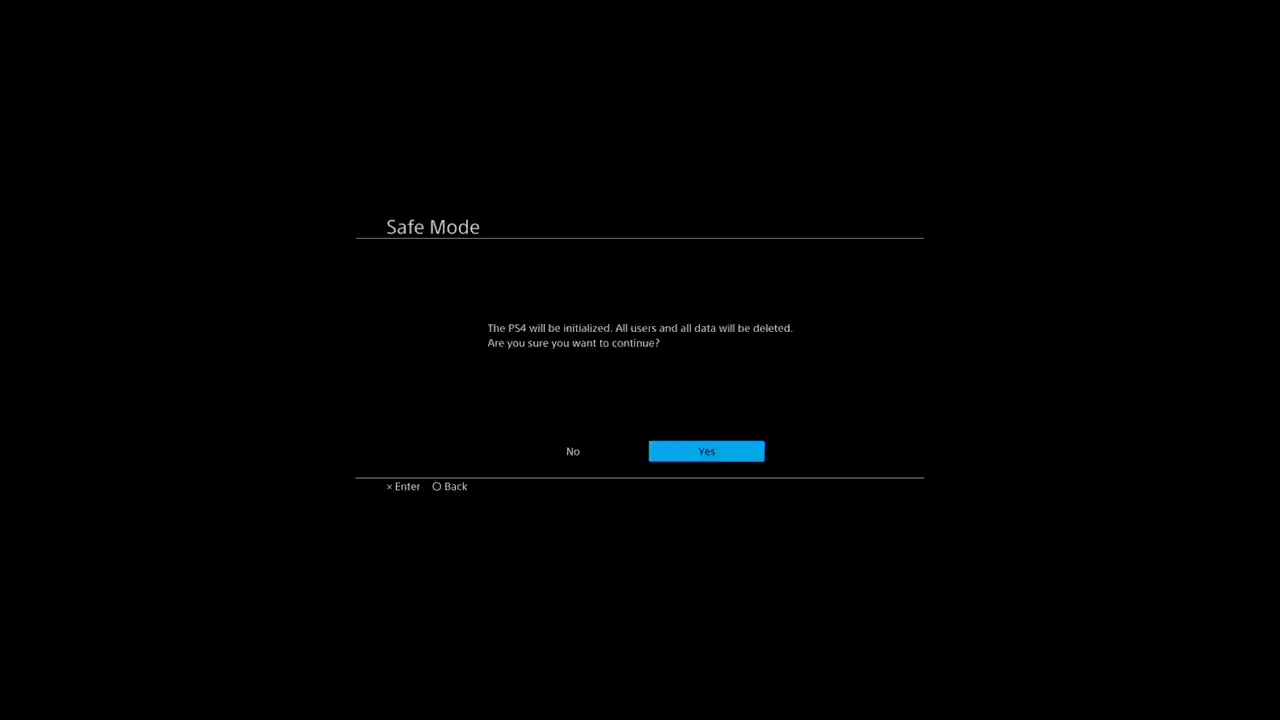 Safe Mode
The PS4 will be initialized. All users and all data will be deleted.
Are you sure you want to continue?
No Yes
× Enter ○ Back